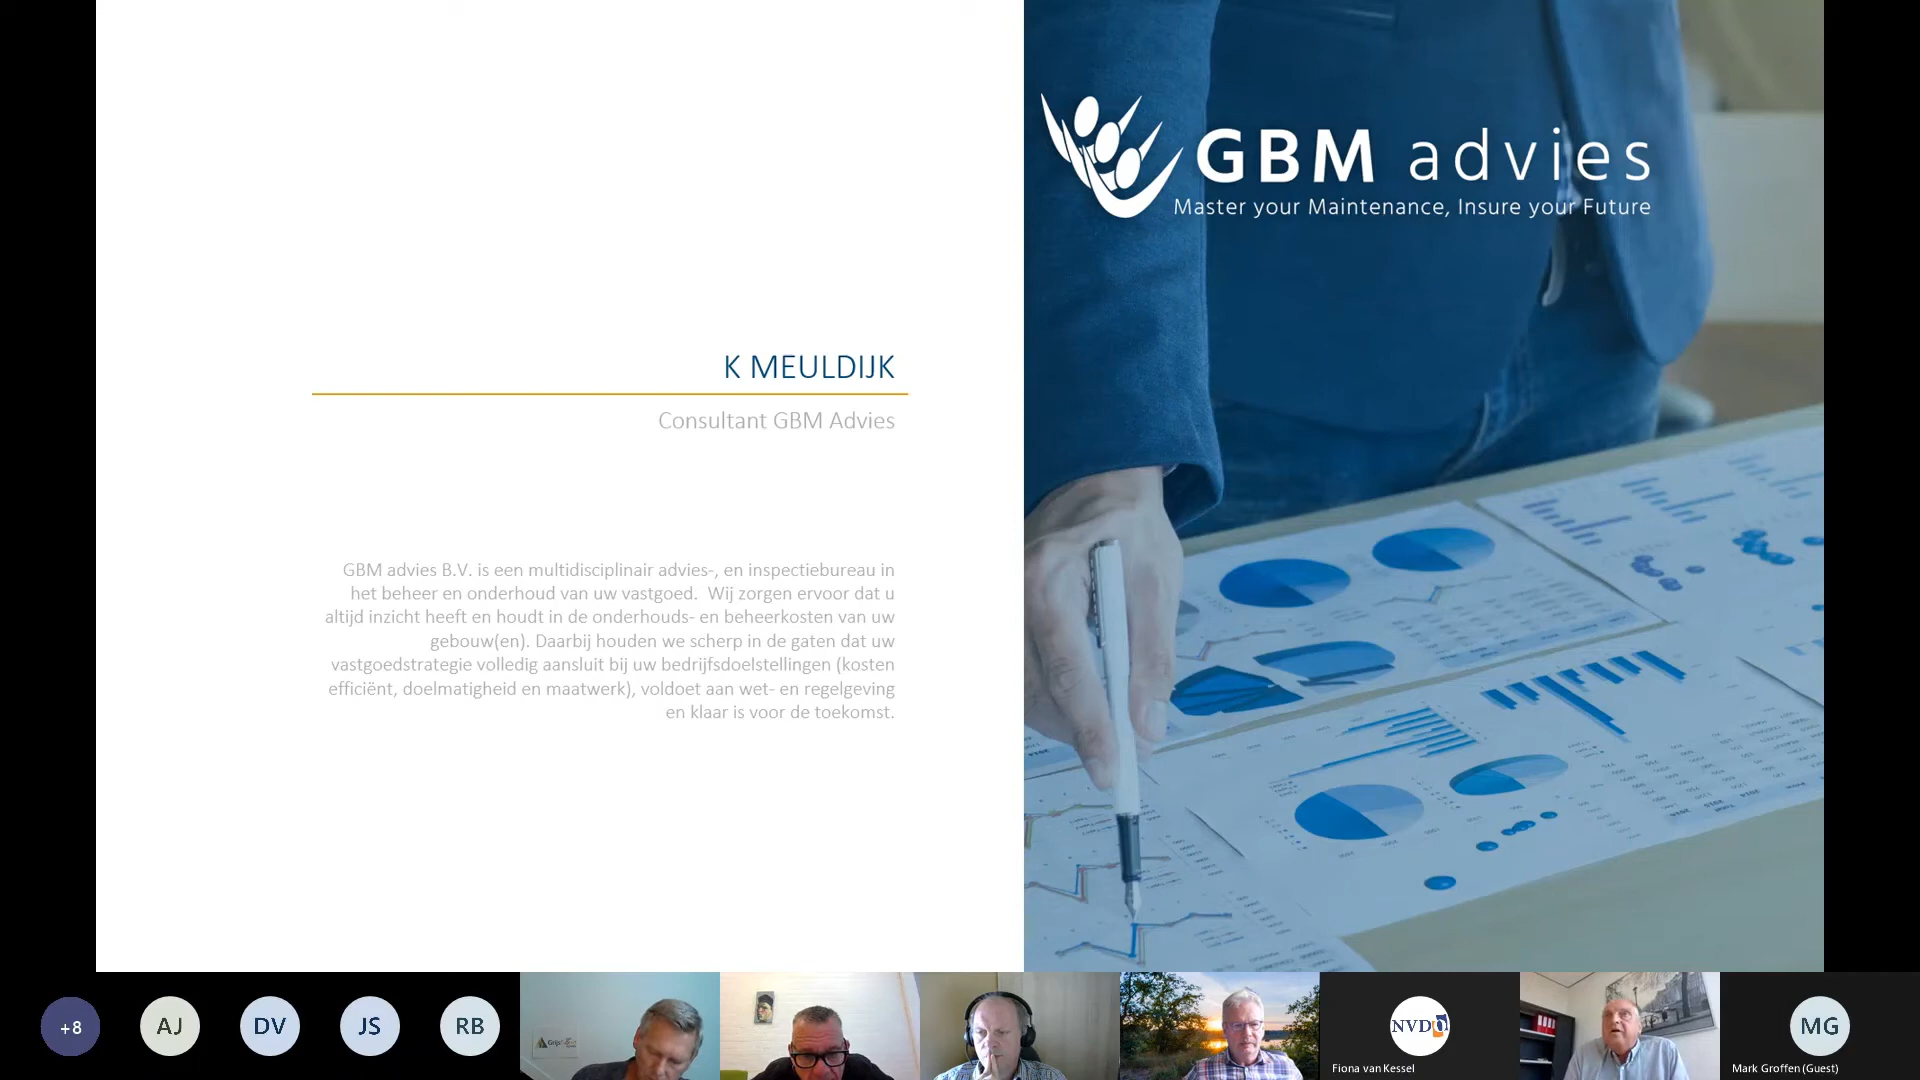 GBM advies
Master your Maintenance, Insure your Future
K MEULDIJK
Consultant GBM Advies
GBM advies B.V. is een multidisciplinair advies-, en inspectiebureau in
het beheer en onderhoud van uw vastgoed. Wij zorgen ervoor dat u
altijd inzicht heeft en houdt in de onderhouds- en beheerkosten van uw
gebouw(en). Daarbij houden we scherp in de gaten dat uw
vastgoedstrategie volledig aansluit bij uw bedrijfsdoelstellingen (kosten
efficiënt, doelmatigheid en maatwerk), voldoet aan wet- en regelgeving
en klaar is voor de toekomst.
+8
AJ
DV
JS
RB
NVDO
Fiona van Kessel
MG
Mark Groffen (Guest)